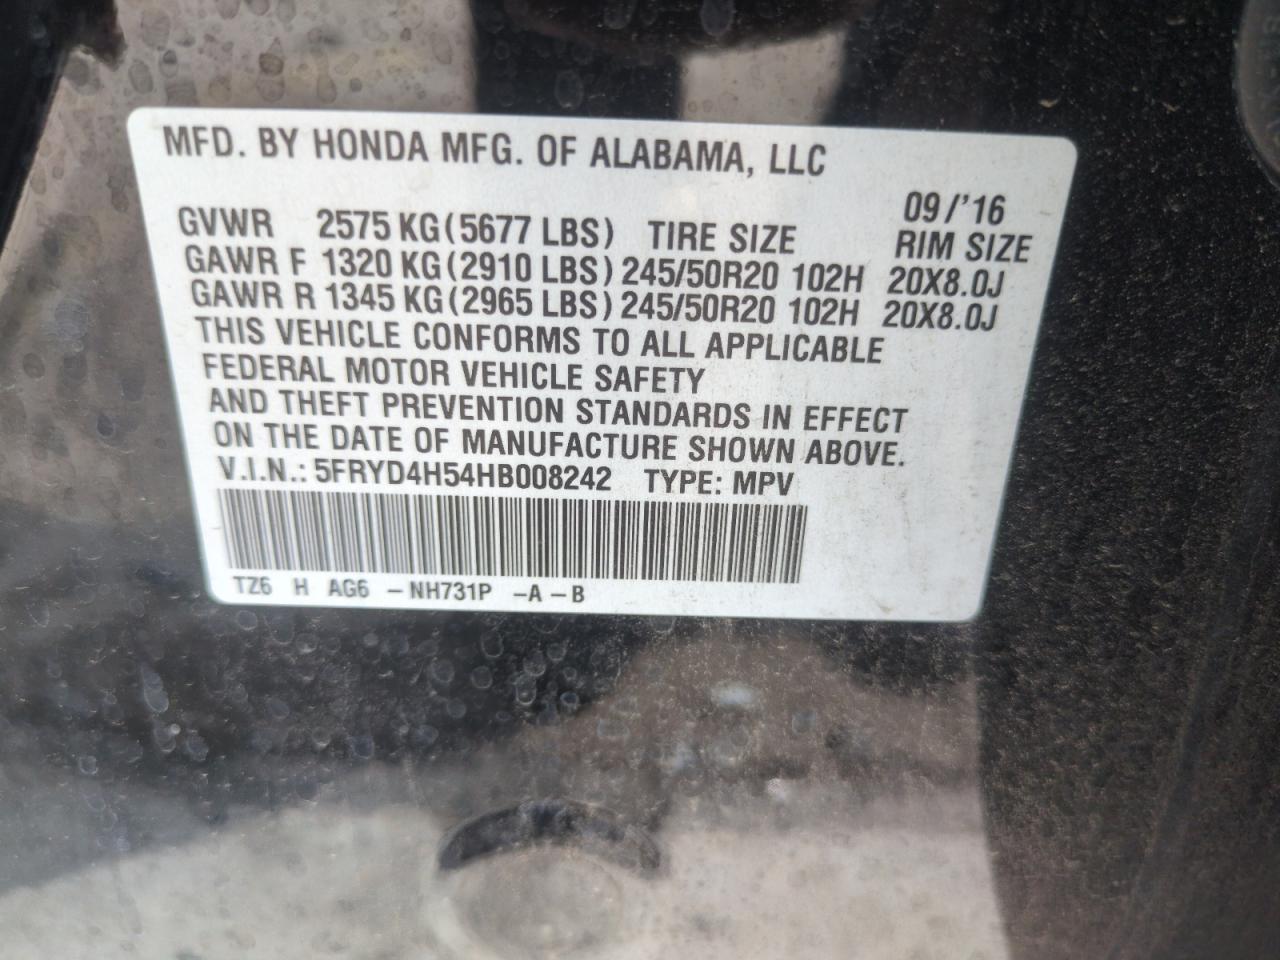 MFD. BY HONDA MFG. OF ALABAMA, LLC
09/'16
GVWR 2575 KG(5677 LBS) TIRE SIZE RIM SIZE
GAWR F 1320 KG(2910 LBS) 245/50R20 102H 20X8.0J
GAWR R 1345 KG(2965 LBS) 245/50R20 102H 20X8.0J
THIS VEHICLE CONFORMS TO ALL APPLICABLE
FEDERAL MOTOR VEHICLE SAFETY
AND THEFT PREVENTION STANDARDS IN EFFECT
ON THE DATE OF MANUFACTURE SHOWN ABOVE.
V.I.N.: 5FRYD4H54HB008242 TYPE: MPV
TZ6 H AG6 -NH731P -A-B